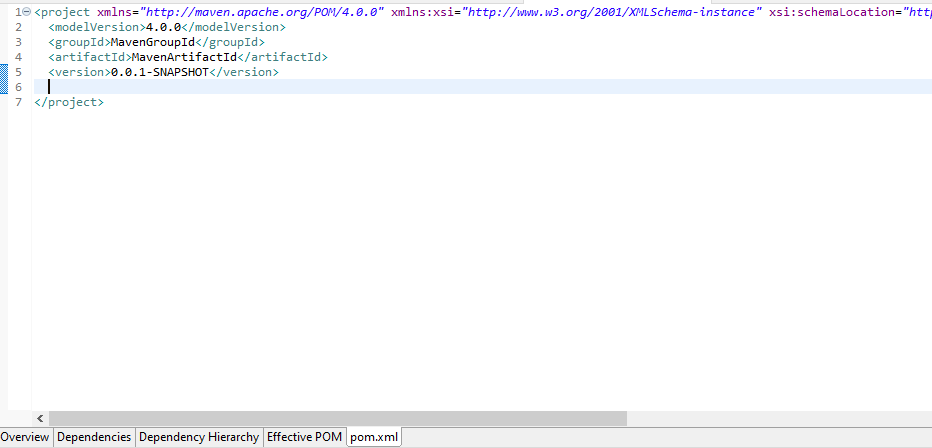 1 <project xmlns="http://maven.apache.org/POM/4.0.0" xmlns:xsi="http://www.w3.org/2001/XMLSchema-instance" xsi:schemaLocation="http
2 <modelVersion>4.0.0</modelVersion>
3 <groupId>MavenGroupId</groupId>
4 <artifactId>MavenArtifactId</artifactId>
5 <version>0.0.1-SNAPSHOT</version>
6
7 </project>
Overview Dependencies Dependency Hierarchy Effective POM pom.xml